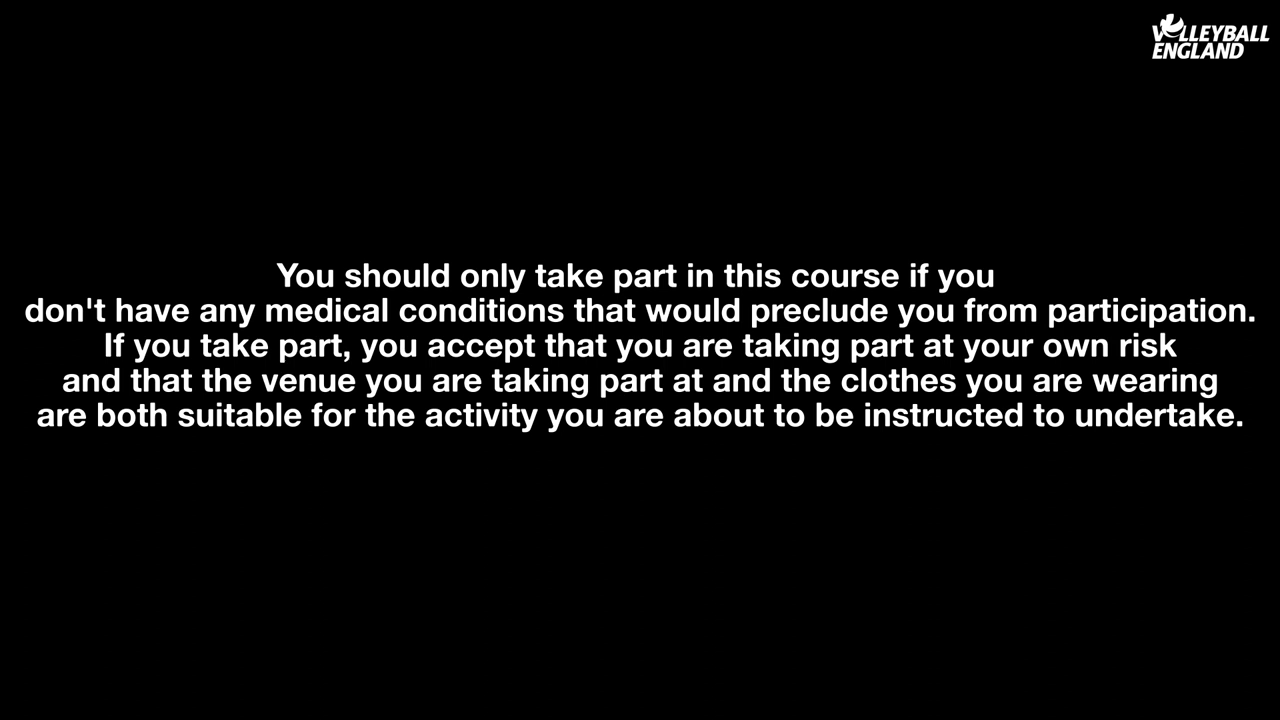 VOLLEYBALL
ENGLAND
You should only take part in this course if you
don't have any medical conditions that would preclude you from participation.
If you take part, you accept that you are taking part at your own risk
and that the venue you are taking part at and the clothes you are wearing
are both suitable for the activity you are about to be instructed to undertake.